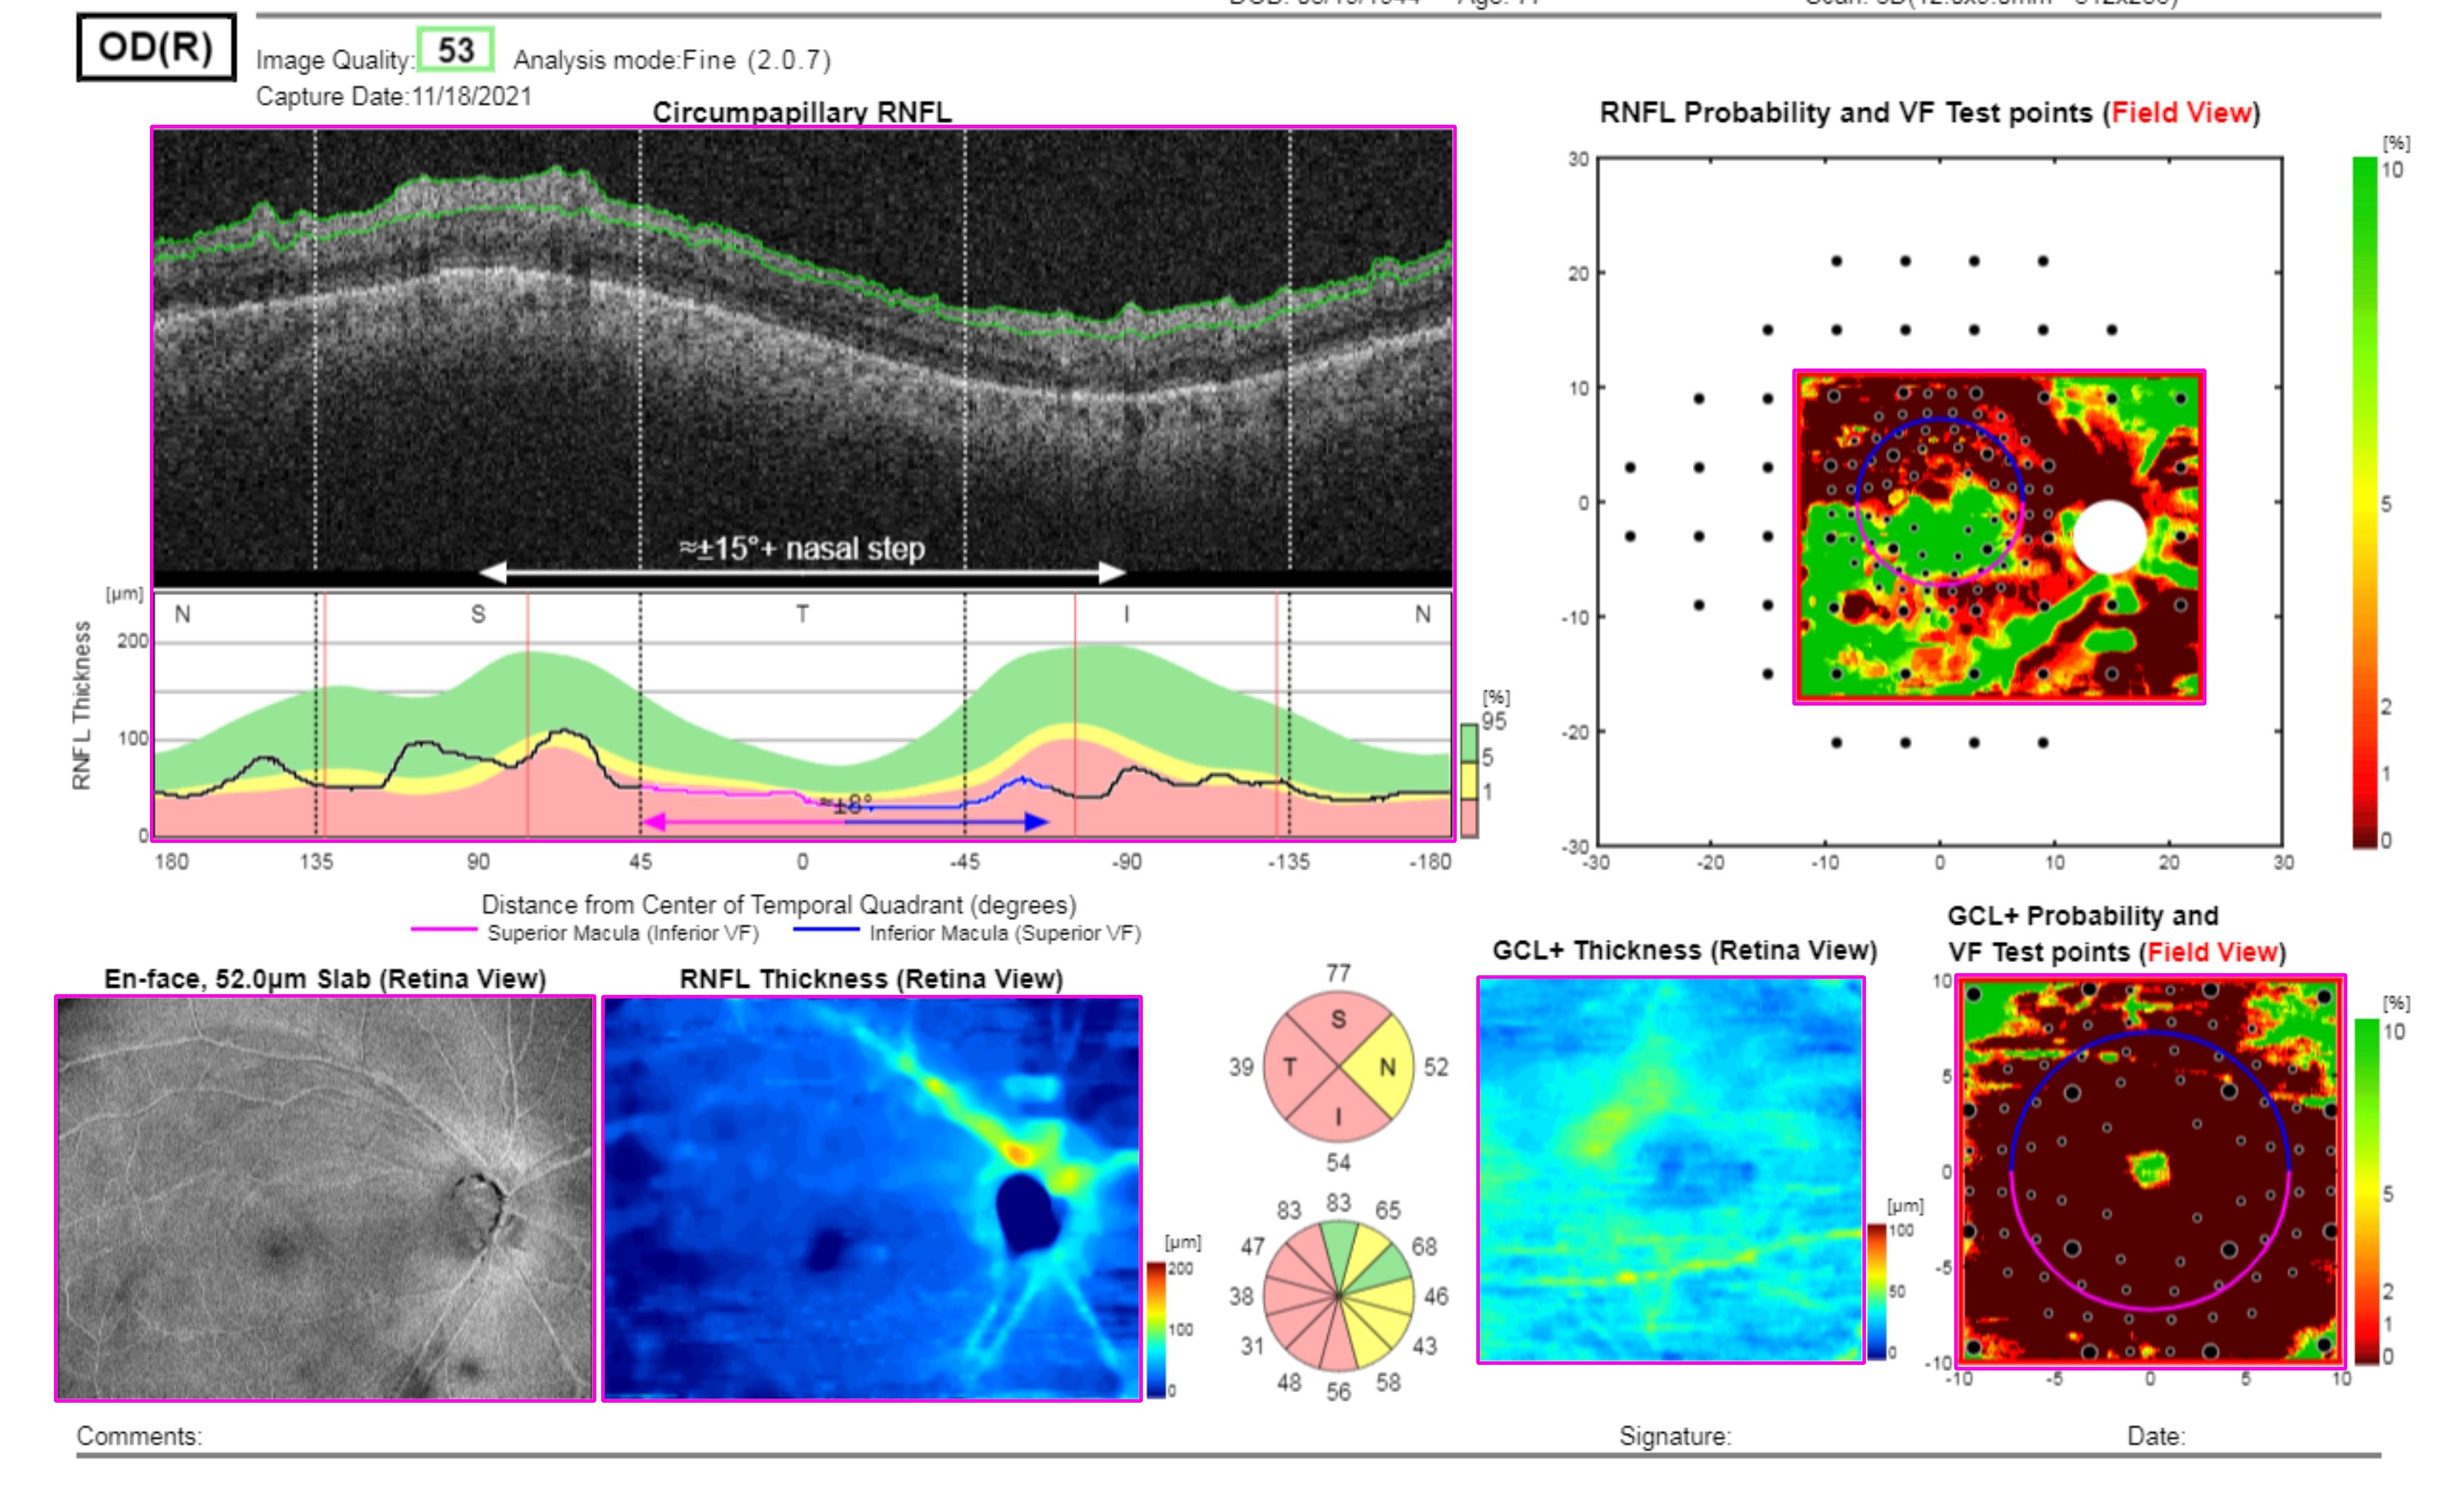 OD(R)
Image Quality: 53 Analysis mode:Fine (2.0.7)
Capture Date:11/18/2021
Circumpapillary RNFL
≈±15°+ nasal step
[µm]
N S T I N
RNFL Thickness
200
100
0
≈±8°
180 135 90 45 0 -45 -90 -135 -180
[%]
95
5
1
Distance from Center of Temporal Quadrant (degrees)
Superior Macula (Inferior VF) Inferior Macula (Superior VF)
RNFL Probability and VF Test points (Field View)
30
20
10
0
-10
-20
-30
-30 -20 -10 0 10 20 30
[%]
10
5
2
1
0
En-face, 52.0µm Slab (Retina View)
RNFL Thickness (Retina View)
[µm]
200
100
0
77
S
39 T N 52
I
54
83 83 65
47 68
38 46
31 43
48 56 58
GCL+ Thickness (Retina View)
[µm]
100
50
0
GCL+ Probability and
VF Test points (Field View)
10
5
0
-5
-10
-10 -5 0 5 10
[%]
10
5
2
1
0
Comments: Signature: Date: